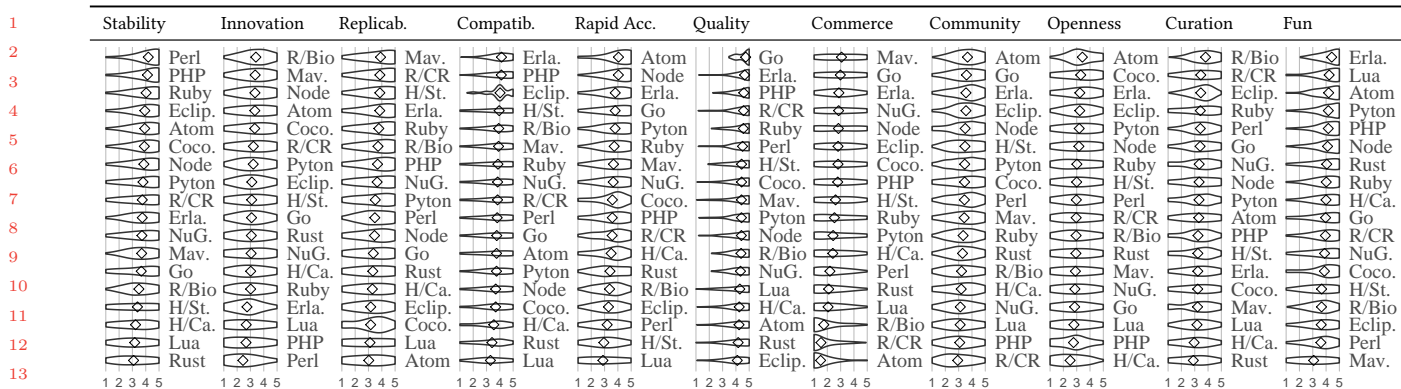 1 Stability Innovation Replicab. Compatib. Rapid Acc. Quality Commerce Community Openness Curation Fun
2 Perl R/Bio Mav. Erla. Atom Go Mav. Atom Atom R/Bio Erla.
3 PHP Mav. R/CR PHP Node Erla. Go Go Coco. R/CR Lua
Ruby Node H/St. Eclip. Erla. PHP Erla. Erla. Erla. Eclip. Atom
4 Eclip. Atom Erla. H/St. Go R/CR NuG. Eclip. Eclip. Ruby Pyton
Atom Coco. Ruby R/Bio Pyton Ruby Node Node Pyton Perl PHP
5 Coco. R/CR R/Bio Mav. Ruby Perl Eclip. H/St. Node Go Node
6 Node Pyton PHP Ruby Mav. H/St. Coco. Pyton Ruby NuG. Rust
Pyton Eclip. NuG. NuG. NuG. Coco. PHP Coco. H/St. Node Ruby
7 R/CR H/St. Pyton R/CR Coco. Mav. H/St. Perl Perl Pyton H/Ca.
Erla. Go Perl Perl PHP Pyton Ruby Mav. R/CR Atom Go
8 NuG. Rust Node Go R/CR Node Pyton Ruby R/Bio PHP R/CR
9 Mav. NuG. Go Atom H/Ca. R/Bio H/Ca. Rust Rust H/St. NuG.
Go H/Ca. Rust Pyton Rust NuG. Perl R/Bio Mav. Erla. Coco.
10 R/Bio Ruby H/Ca. Node R/Bio Lua Rust H/Ca. NuG. Coco. H/St.
H/St. Erla. Eclip. Coco. Eclip. H/Ca. Lua NuG. Go Mav. R/Bio
11 H/Ca. Lua Coco. H/Ca. Perl Atom R/Bio Lua Lua Lua Eclip.
12 Lua PHP Lua Rust H/St. Rust R/CR PHP PHP H/Ca. Perl
Rust Perl Atom Lua Lua Eclip. Atom R/CR H/Ca. Rust Mav.
13 1 2 3 4 5 1 2 3 4 5 1 2 3 4 5 1 2 3 4 5 1 2 3 4 5 1 2 3 4 5 1 2 3 4 5 1 2 3 4 5 1 2 3 4 5 1 2 3 4 5 1 2 3 4 5